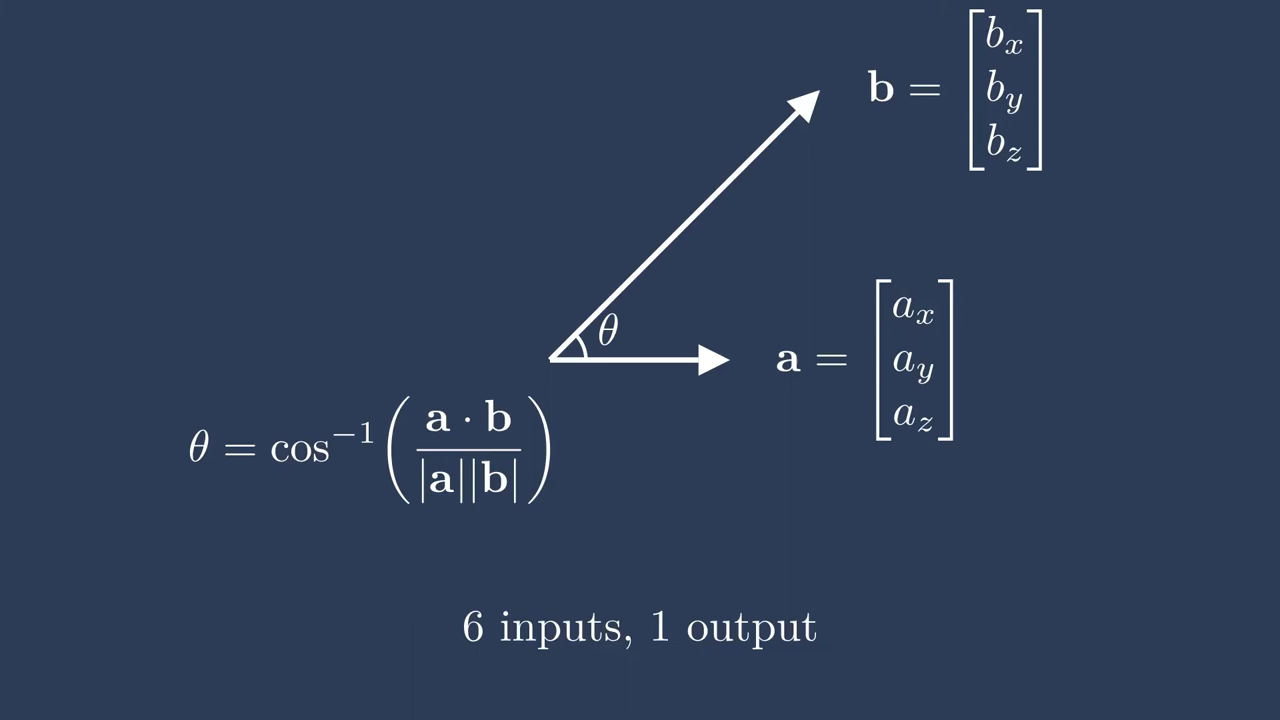 b = [b_x b_y b_z]
θ
a = [a_x a_y a_z]
θ = cos⁻¹(a · b / |a||b|)
6 inputs, 1 output